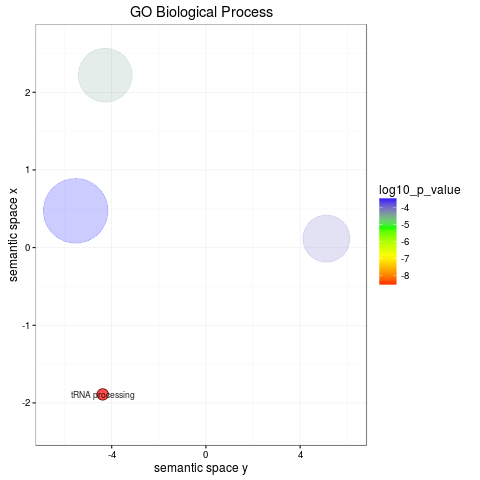 GO Biological Process
semantic space x
2
1
0
-1
-2
tRNA processing
-4
0
4
semantic space y
log10_p_value
-4
-5
-6
-7
-8